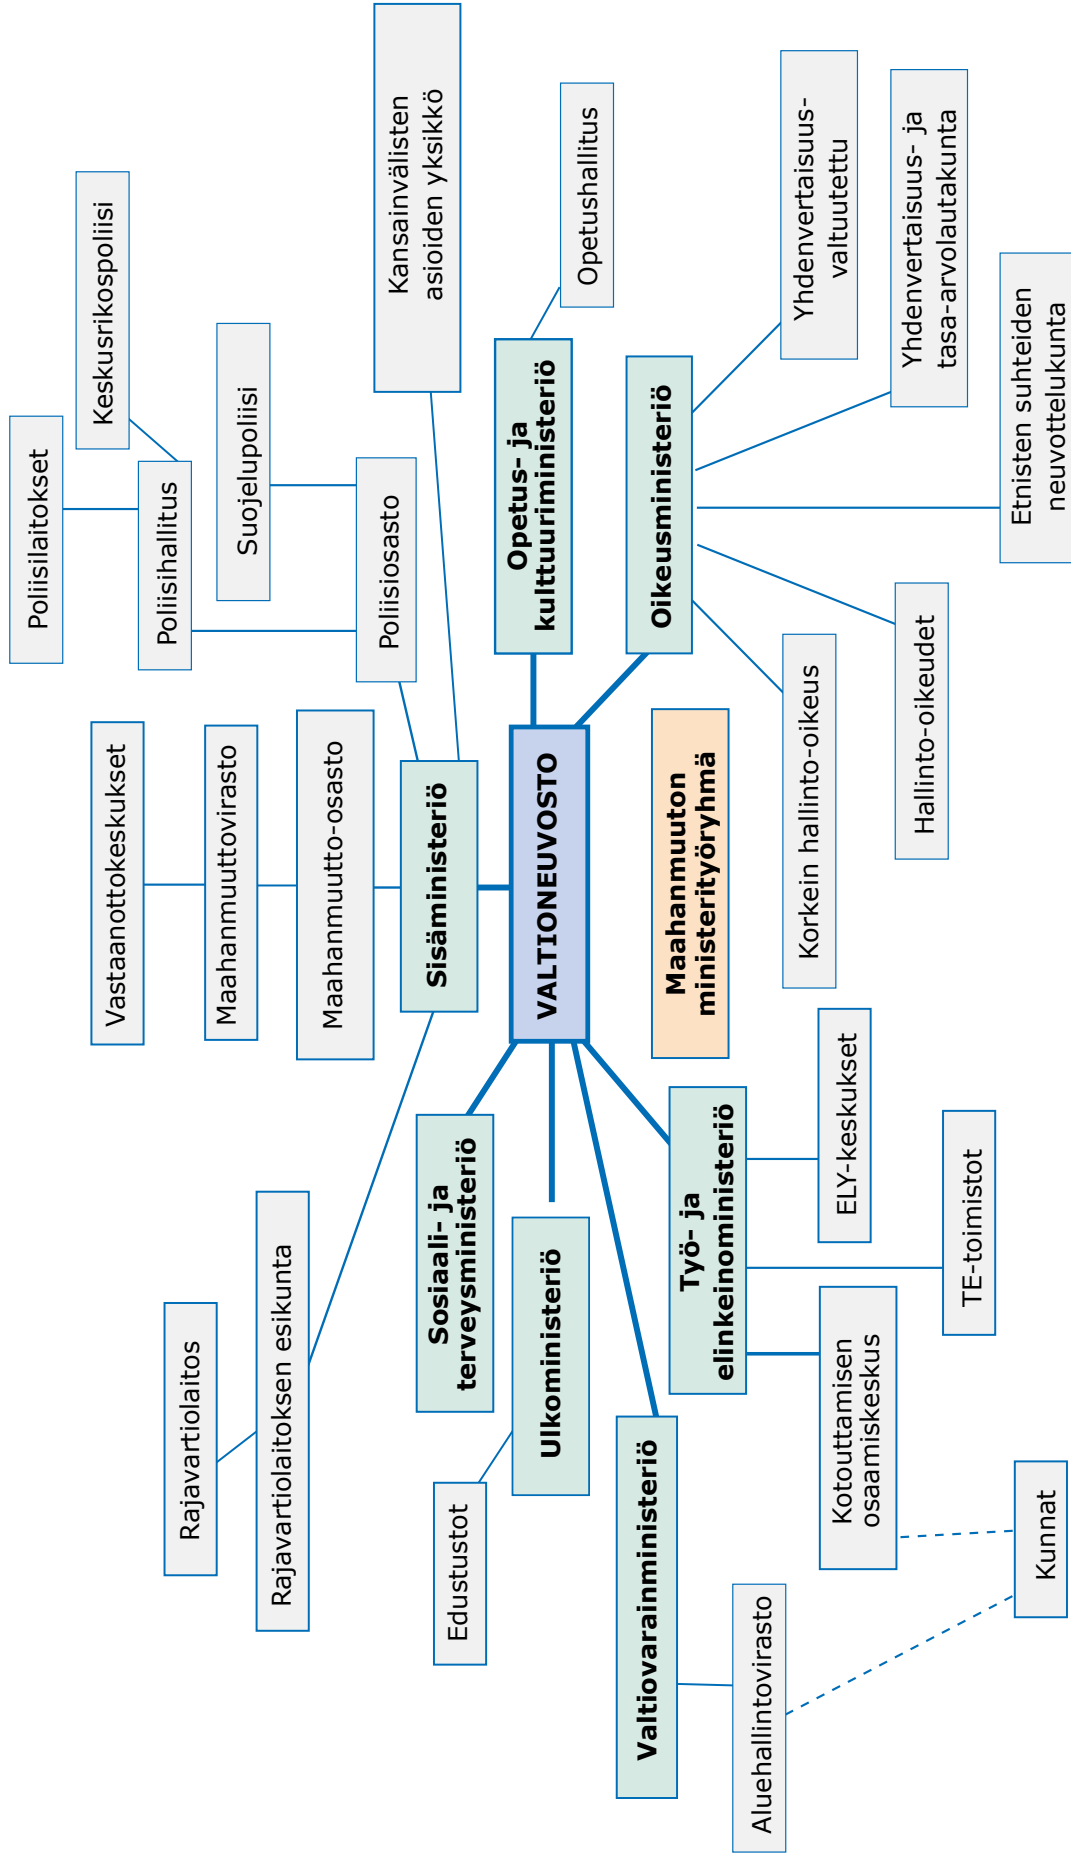 Poliisilaitokset
Keskusrikospoliisi
Vastaanottokeskukset
Poliisihallitus
Rajavartiolaitos
Maahanmuuttovirasto
Suojelupoliisi
Rajavartiolaitoksen esikunta
Maahanmuutto-osasto
Poliisiosasto
Kansainvälisten
asioiden yksikkö
Sisäministeriö
Sosiaali- ja
terveysministeriö
Edustustot
Ulkoministeriö
VALTIONEUVOSTO
Opetus- ja
kulttuuriministeriö
Opetushallitus
Valtiovarainministeriö
Työ- ja
elinkeinoministeriö
Maahanmuuton
ministerityöryhmä
Oikeusministeriö
Aluehallintovirasto
Kotouttamisen
osaamiskeskus
ELY-keskukset
Korkein hallinto-oikeus
Yhdenvertaisuus-
valtuutettu
Hallinto-oikeudet
Yhdenvertaisuus- ja
tasa-arvolautakunta
TE-toimistot
Kunnat
Etnisten suhteiden
neuvottelukunta